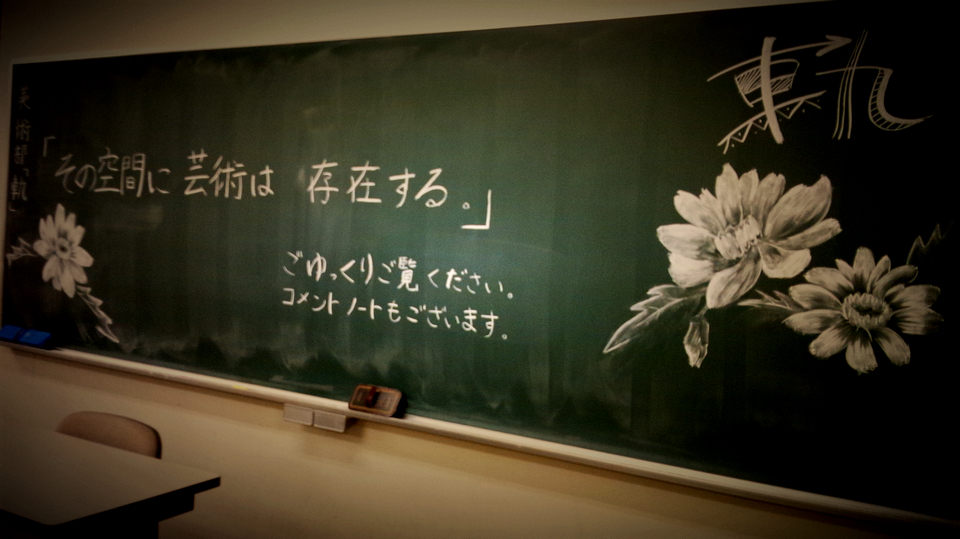 美術部「軌」
「その空間に芸術は 存在する。」
ごゆっくりご覧ください。
コメントノートもございます。
軌